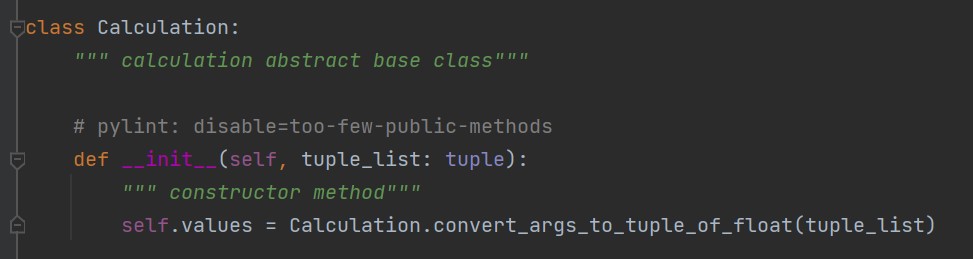 class Calculation:
    """ calculation abstract base class"""
    # pylint: disable=too-few-public-methods
    def __init__(self, tuple_list: tuple):
        """ constructor method"""
        self.values = Calculation.convert_args_to_tuple_of_float(tuple_list)